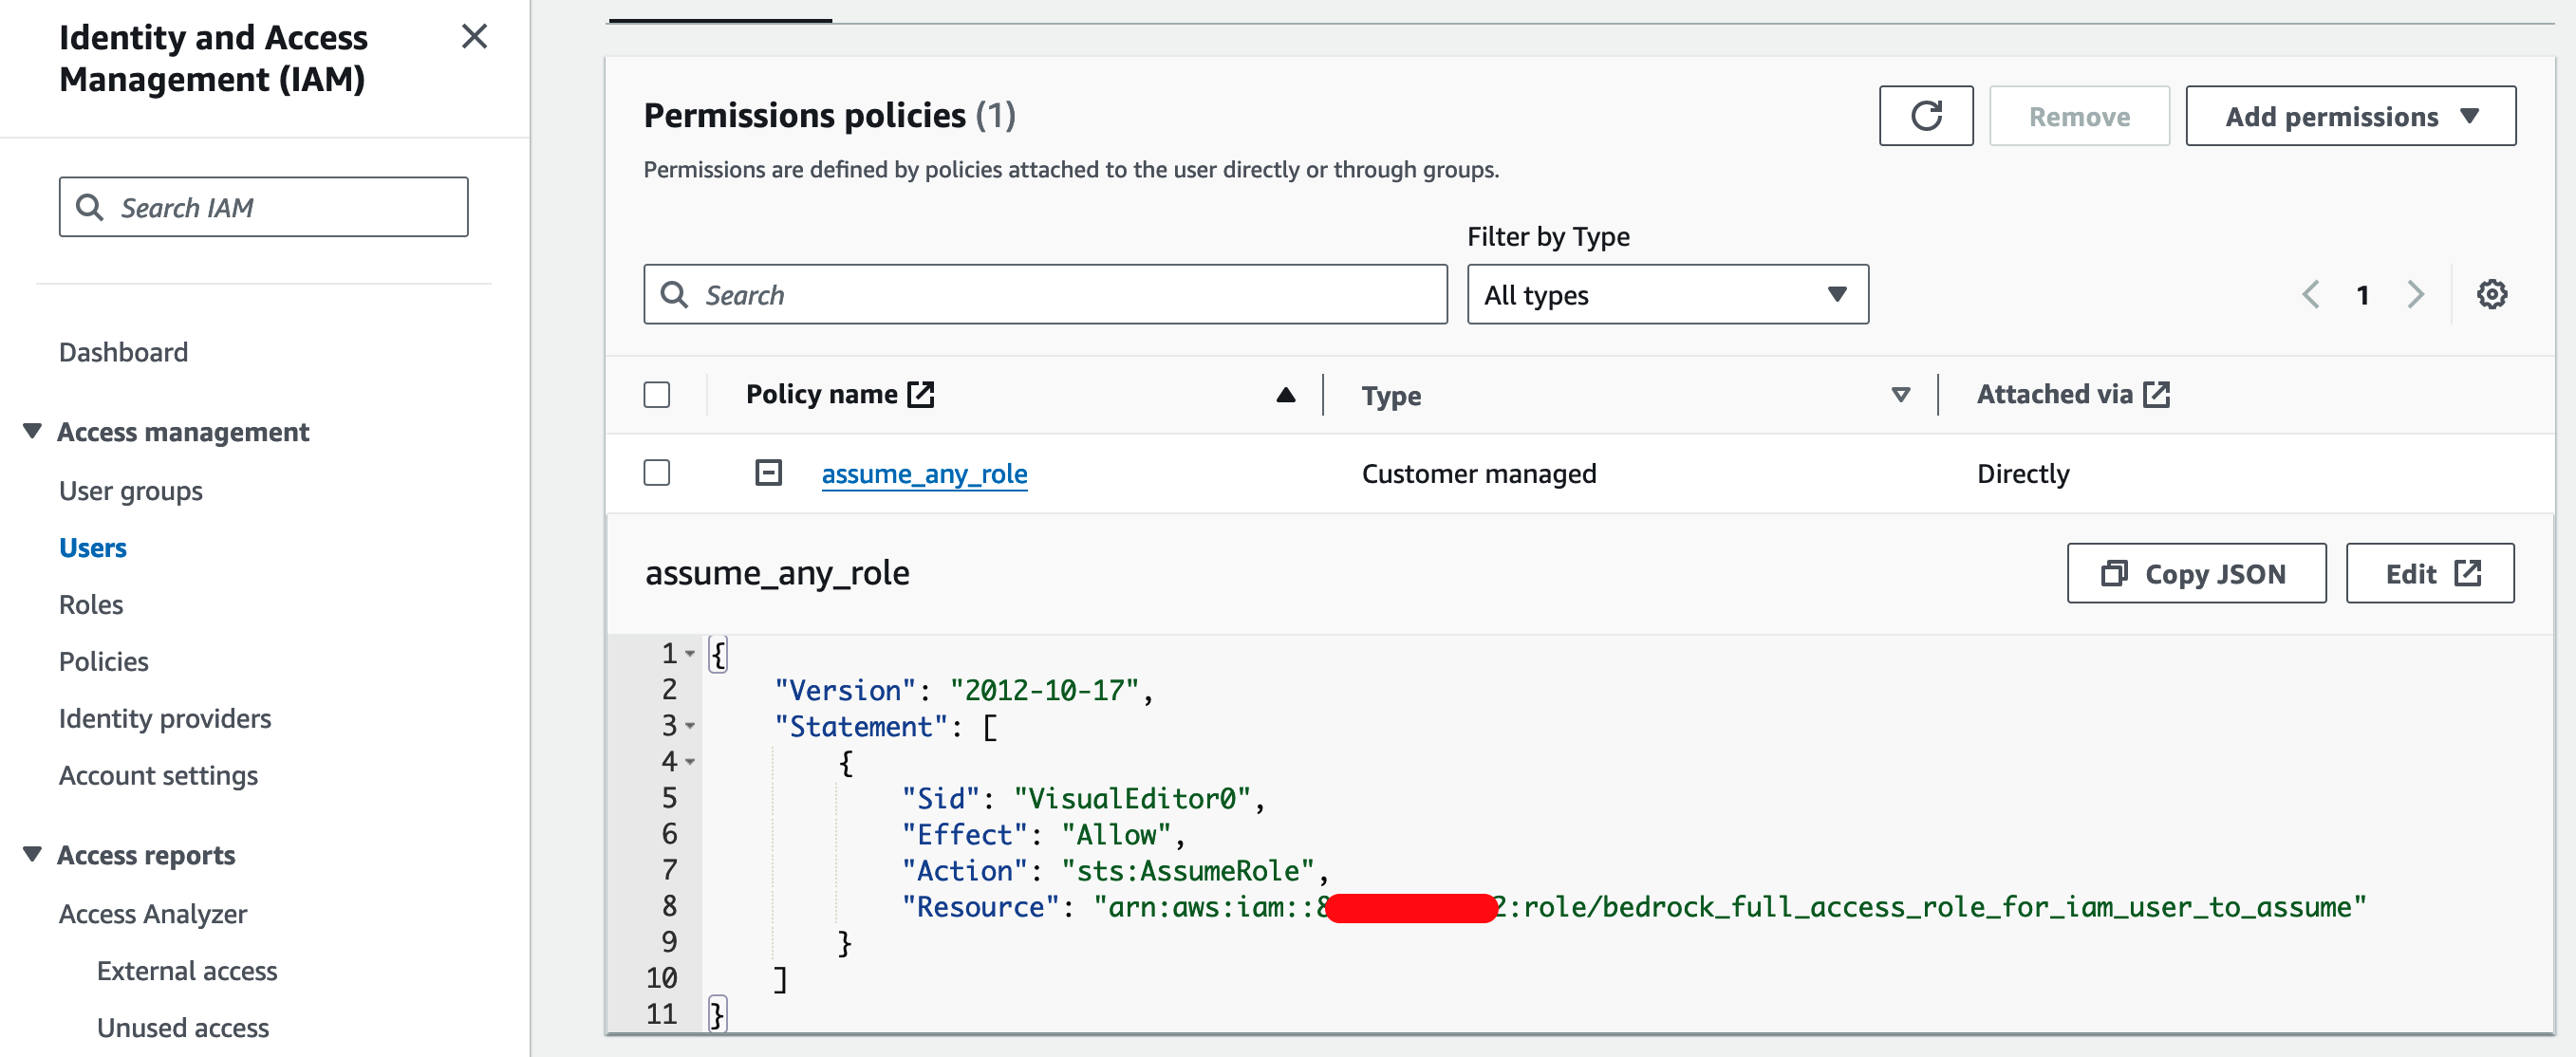 Identity and Access
Management (IAM)
Search IAM
Dashboard
Access management
User groups
Users
Roles
Policies
Identity providers
Account settings
Access reports
Access Analyzer
External access
Unused access
Permissions policies (1)
Remove
Add permissions
Permissions are defined by policies attached to the user directly or through groups.
Filter by Type
Search
All types
1
Policy name
Type
Attached via
assume_any_role
Customer managed
Directly
assume_any_role
Copy JSON
Edit
1 {
2 "Version": "2012-10-17",
3 "Statement": [
4 {
5 "Sid": "VisualEditor0",
6 "Effect": "Allow",
7 "Action": "sts:AssumeRole",
8 "Resource": "arn:aws:iam::8 2:role/bedrock_full_access_role_for_iam_user_to_assume"
9 }
10 ]
11 }